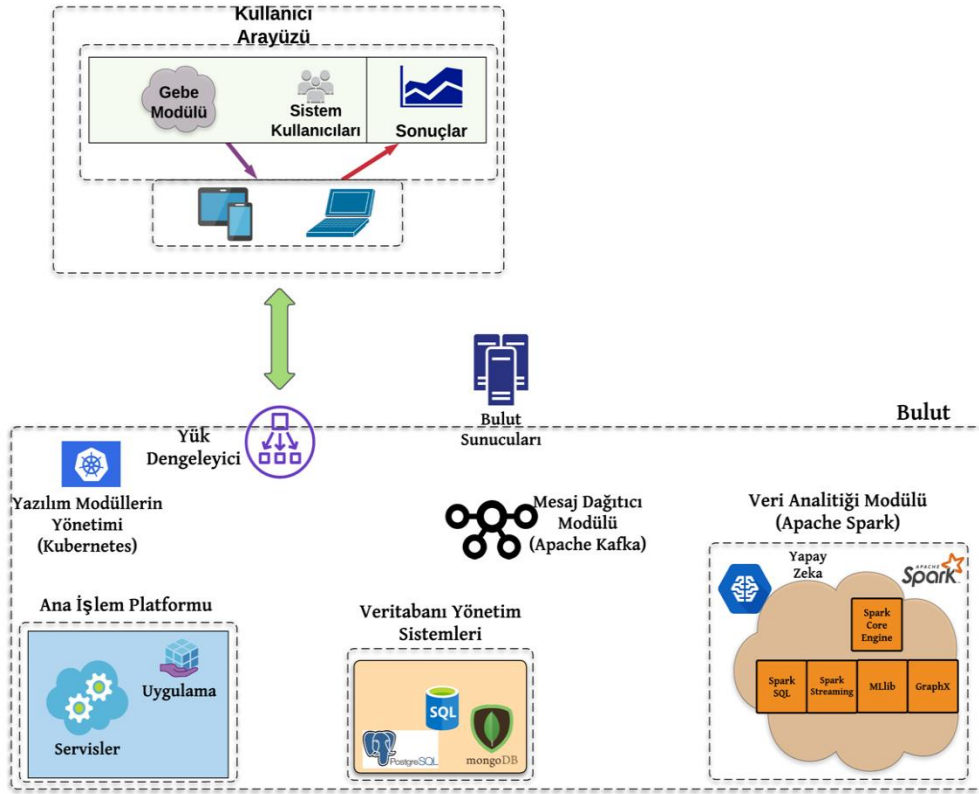 Kullanıcı
Arayüzü
Gebe
Modülü
Sistem
Kullanıcıları
Sonuçlar
Bulut
Sunucuları
Bulut
Yük
Dengeleyici
Yazılım Modüllerin
Yönetimi
(Kubernetes)
Mesaj Dağıtıcı
Modülü
(Apache Kafka)
Veri Analitiği Modülü
(Apache Spark)
Yapay
Zeka
APACHE
Spark
Spark
Core
Engine
Spark
SQL
Spark
Streaming
MLlib
GraphX
Ana İşlem Platformu
Uygulama
Servisler
Veritabanı Yönetim
Sistemleri
SQL
PostgreSQL
mongoDB